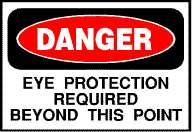 DANGER
EYE PROTECTION
REQUIRED
BEYOND THIS POINT